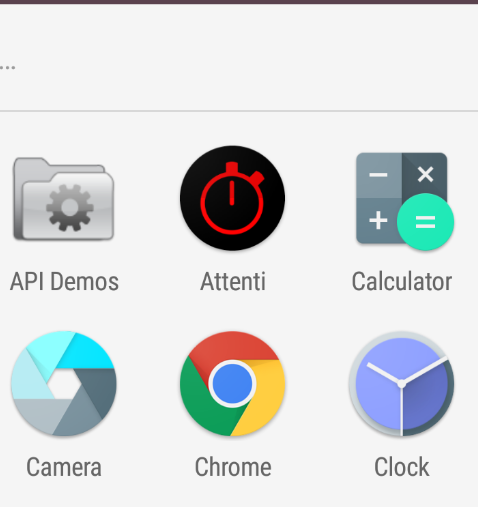 ...
API Demos
Attenti
Calculator
Camera
Chrome
Clock